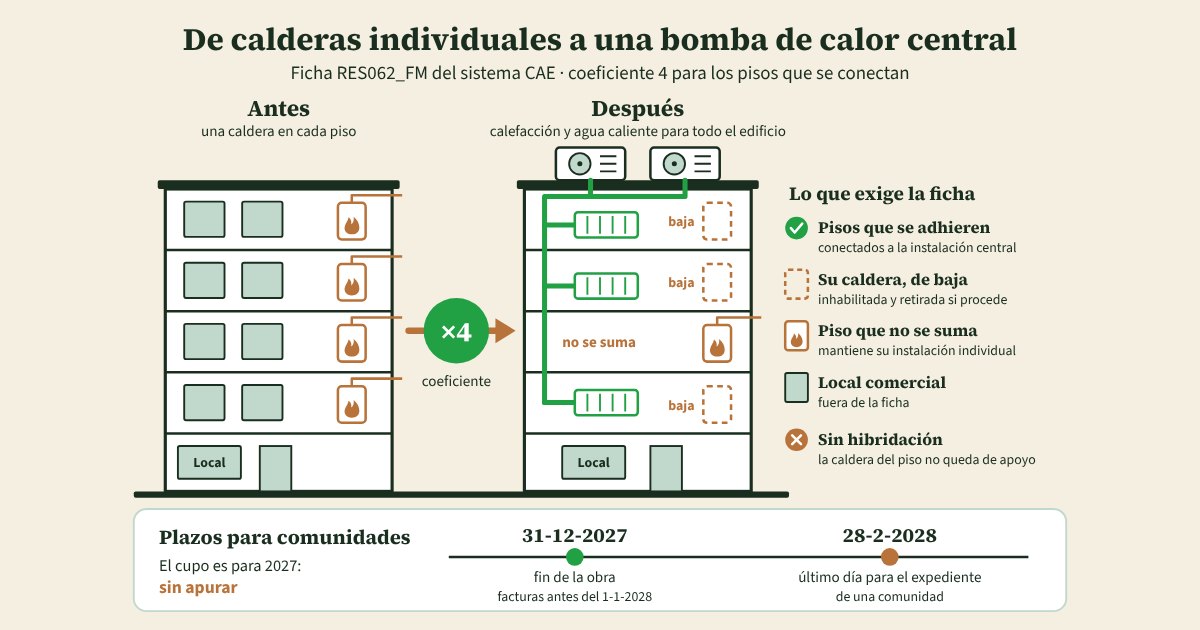 De calderas individuales a una bomba de calor central
Ficha RES062_FM del sistema CAE · coeficiente 4 para los pisos que se conectan
Antes
una caldera en cada piso
Después
calefacción y agua caliente para todo el edificio
baja
baja
no se suma
baja
Local
×4
coeficiente
Local
Lo que exige la ficha
Pisos que se adhieren
conectados a la instalación central
Su caldera, de baja
inhabilitada y retirada si procede
Piso que no se suma
mantiene su instalación individual
Local comercial
fuera de la ficha
Sin hibridación
la caldera del piso no queda de apoyo
Plazos para comunidades
El cupo es para 2027:
sin apurar
31-12-2027
fin de la obra
facturas antes del 1-1-2028
28-2-2028
último día para el expediente
de una comunidad